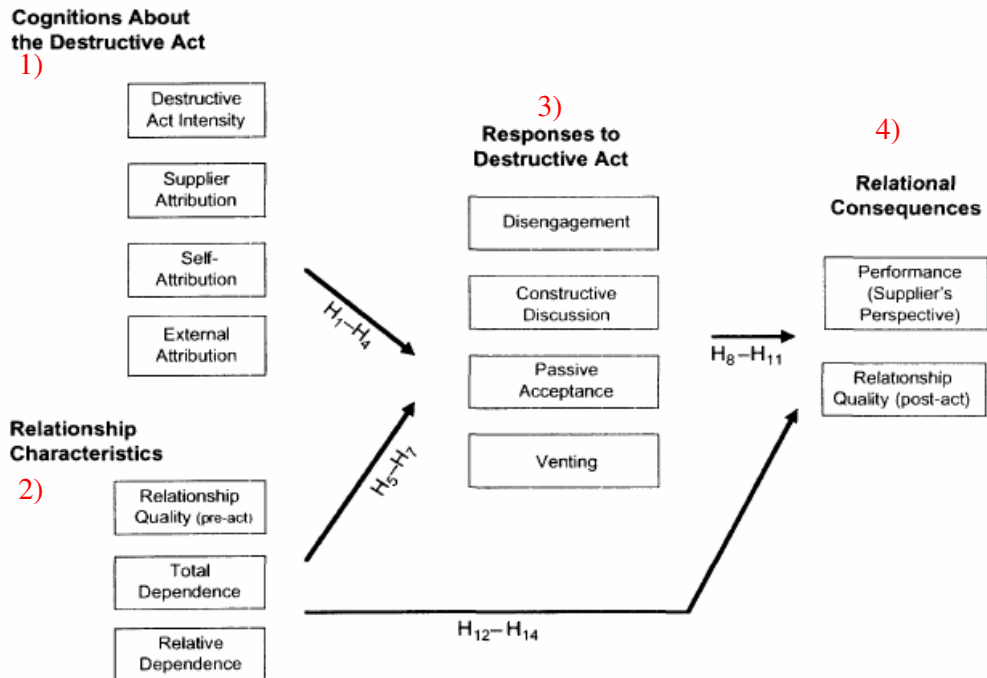 Cognitions About
the Destructive Act
1)
Destructive
Act Intensity
Supplier
Attribution
Self-
Attribution
External
Attribution
H1–H4
Relationship
Characteristics
2)
Relationship
Quality (pre-act)
Total
Dependence
Relative
Dependence
H5–H7
3)
Responses to
Destructive Act
Disengagement
Constructive
Discussion
Passive
Acceptance
Venting
H8–H11
H12–H14
4)
Relational
Consequences
Performance
(Supplier's
Perspective)
Relationship
Quality (post-act)